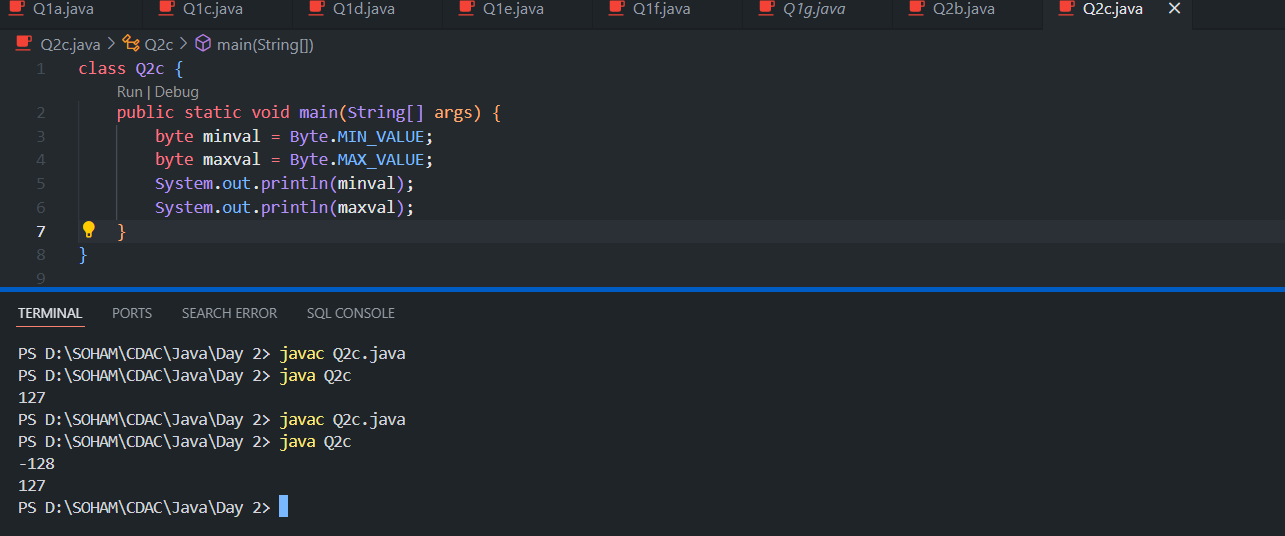 Q1a.java Q1c.java Q1d.java Q1e.java Q1f.java Q1g.java Q2b.java Q2c.java ×
Q2c.java > Q2c > main(String[])
1 class Q2c {
Run | Debug
2 public static void main(String[] args) {
3 byte minval = Byte.MIN_VALUE;
4 byte maxval = Byte.MAX_VALUE;
5 System.out.println(minval);
6 System.out.println(maxval);
7 }
8 }
9
TERMINAL PORTS SEARCH ERROR SQL CONSOLE
PS D:\SOHAM\CDAC\Java\Day 2> javac Q2c.java
PS D:\SOHAM\CDAC\Java\Day 2> java Q2c
127
PS D:\SOHAM\CDAC\Java\Day 2> javac Q2c.java
PS D:\SOHAM\CDAC\Java\Day 2> java Q2c
-128
127
PS D:\SOHAM\CDAC\Java\Day 2>